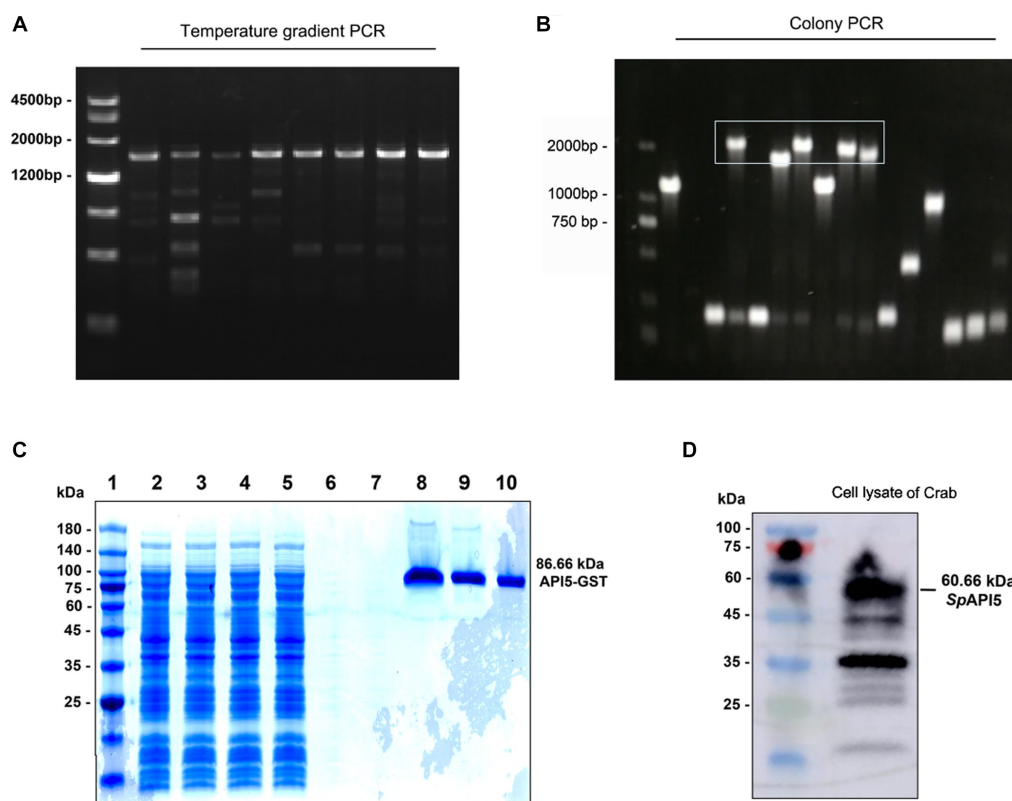 A
Temperature gradient PCR
4500bp -
2000bp -
1200bp -
B
Colony PCR
2000bp -
1000bp -
750 bp -
C
kDa
1 2 3 4 5 6 7 8 9 10
180 -
140 -
100 -
75 -
60 -
45 -
35 -
25 -
86.66 kDa
API5-GST
D
kDa
Cell lysate of Crab
100 -
75 -
60 -
45 -
35 -
25 -
60.66 kDa
SpAPI5